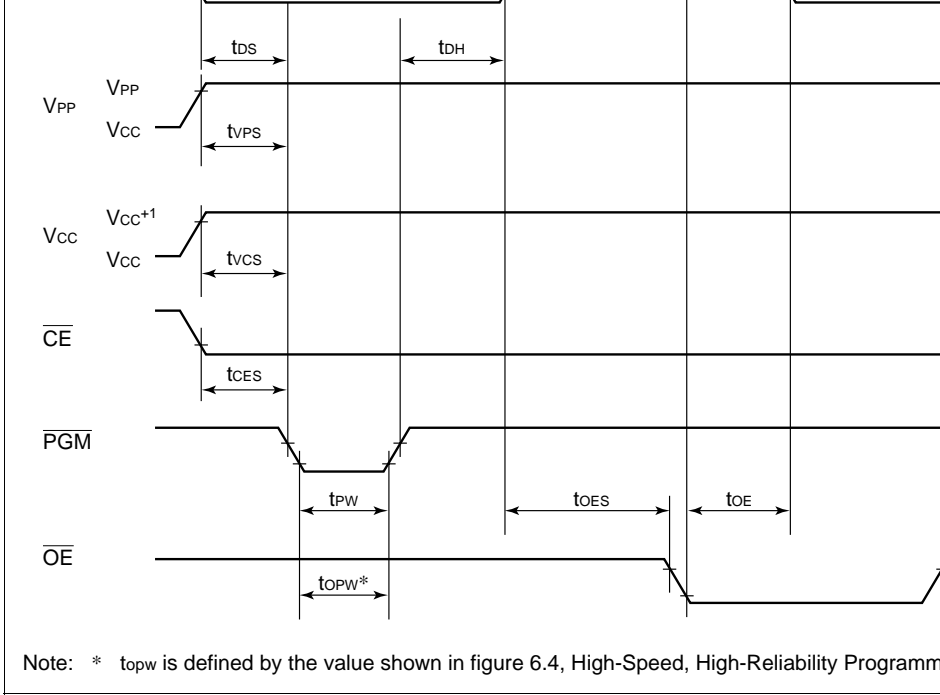 tDS tDH
VPP VPP
VCC tVPS
VCC VCC+1
VCC tVCS
CE
tCES
PGM
tPW tOES tOE
OE
tOPW*
Note: * topw is defined by the value shown in figure 6.4, High-Speed, High-Reliability Programm